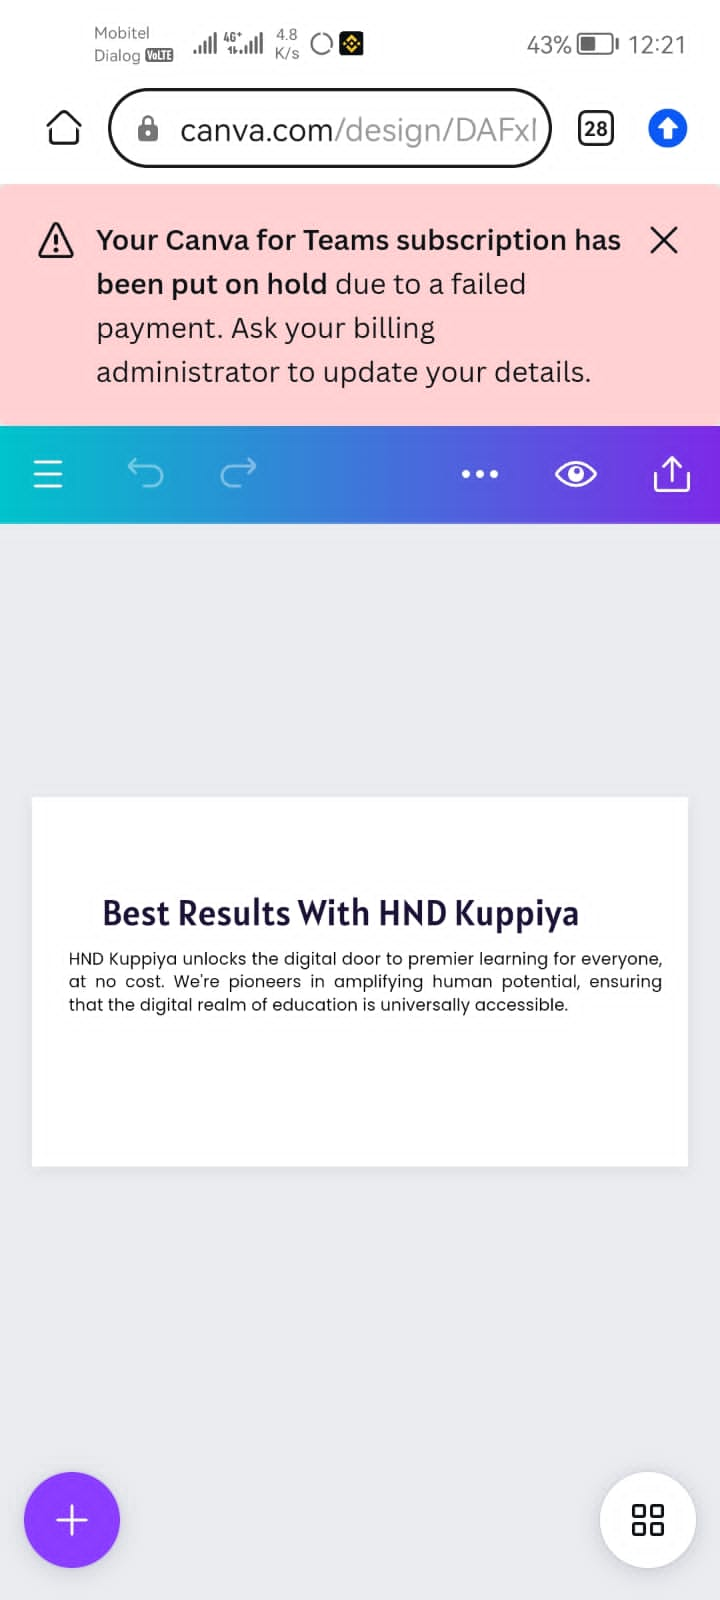 Mobitel
Dialog VoLTE
4G+
4.8
K/s
43%
12:21
canva.com/design/DAFxl
28
Your Canva for Teams subscription has
been put on hold due to a failed
payment. Ask your billing
administrator to update your details.
Best Results With HND Kuppiya
HND Kuppiya unlocks the digital door to premier learning for everyone,
at no cost. We're pioneers in amplifying human potential, ensuring
that the digital realm of education is universally accessible.